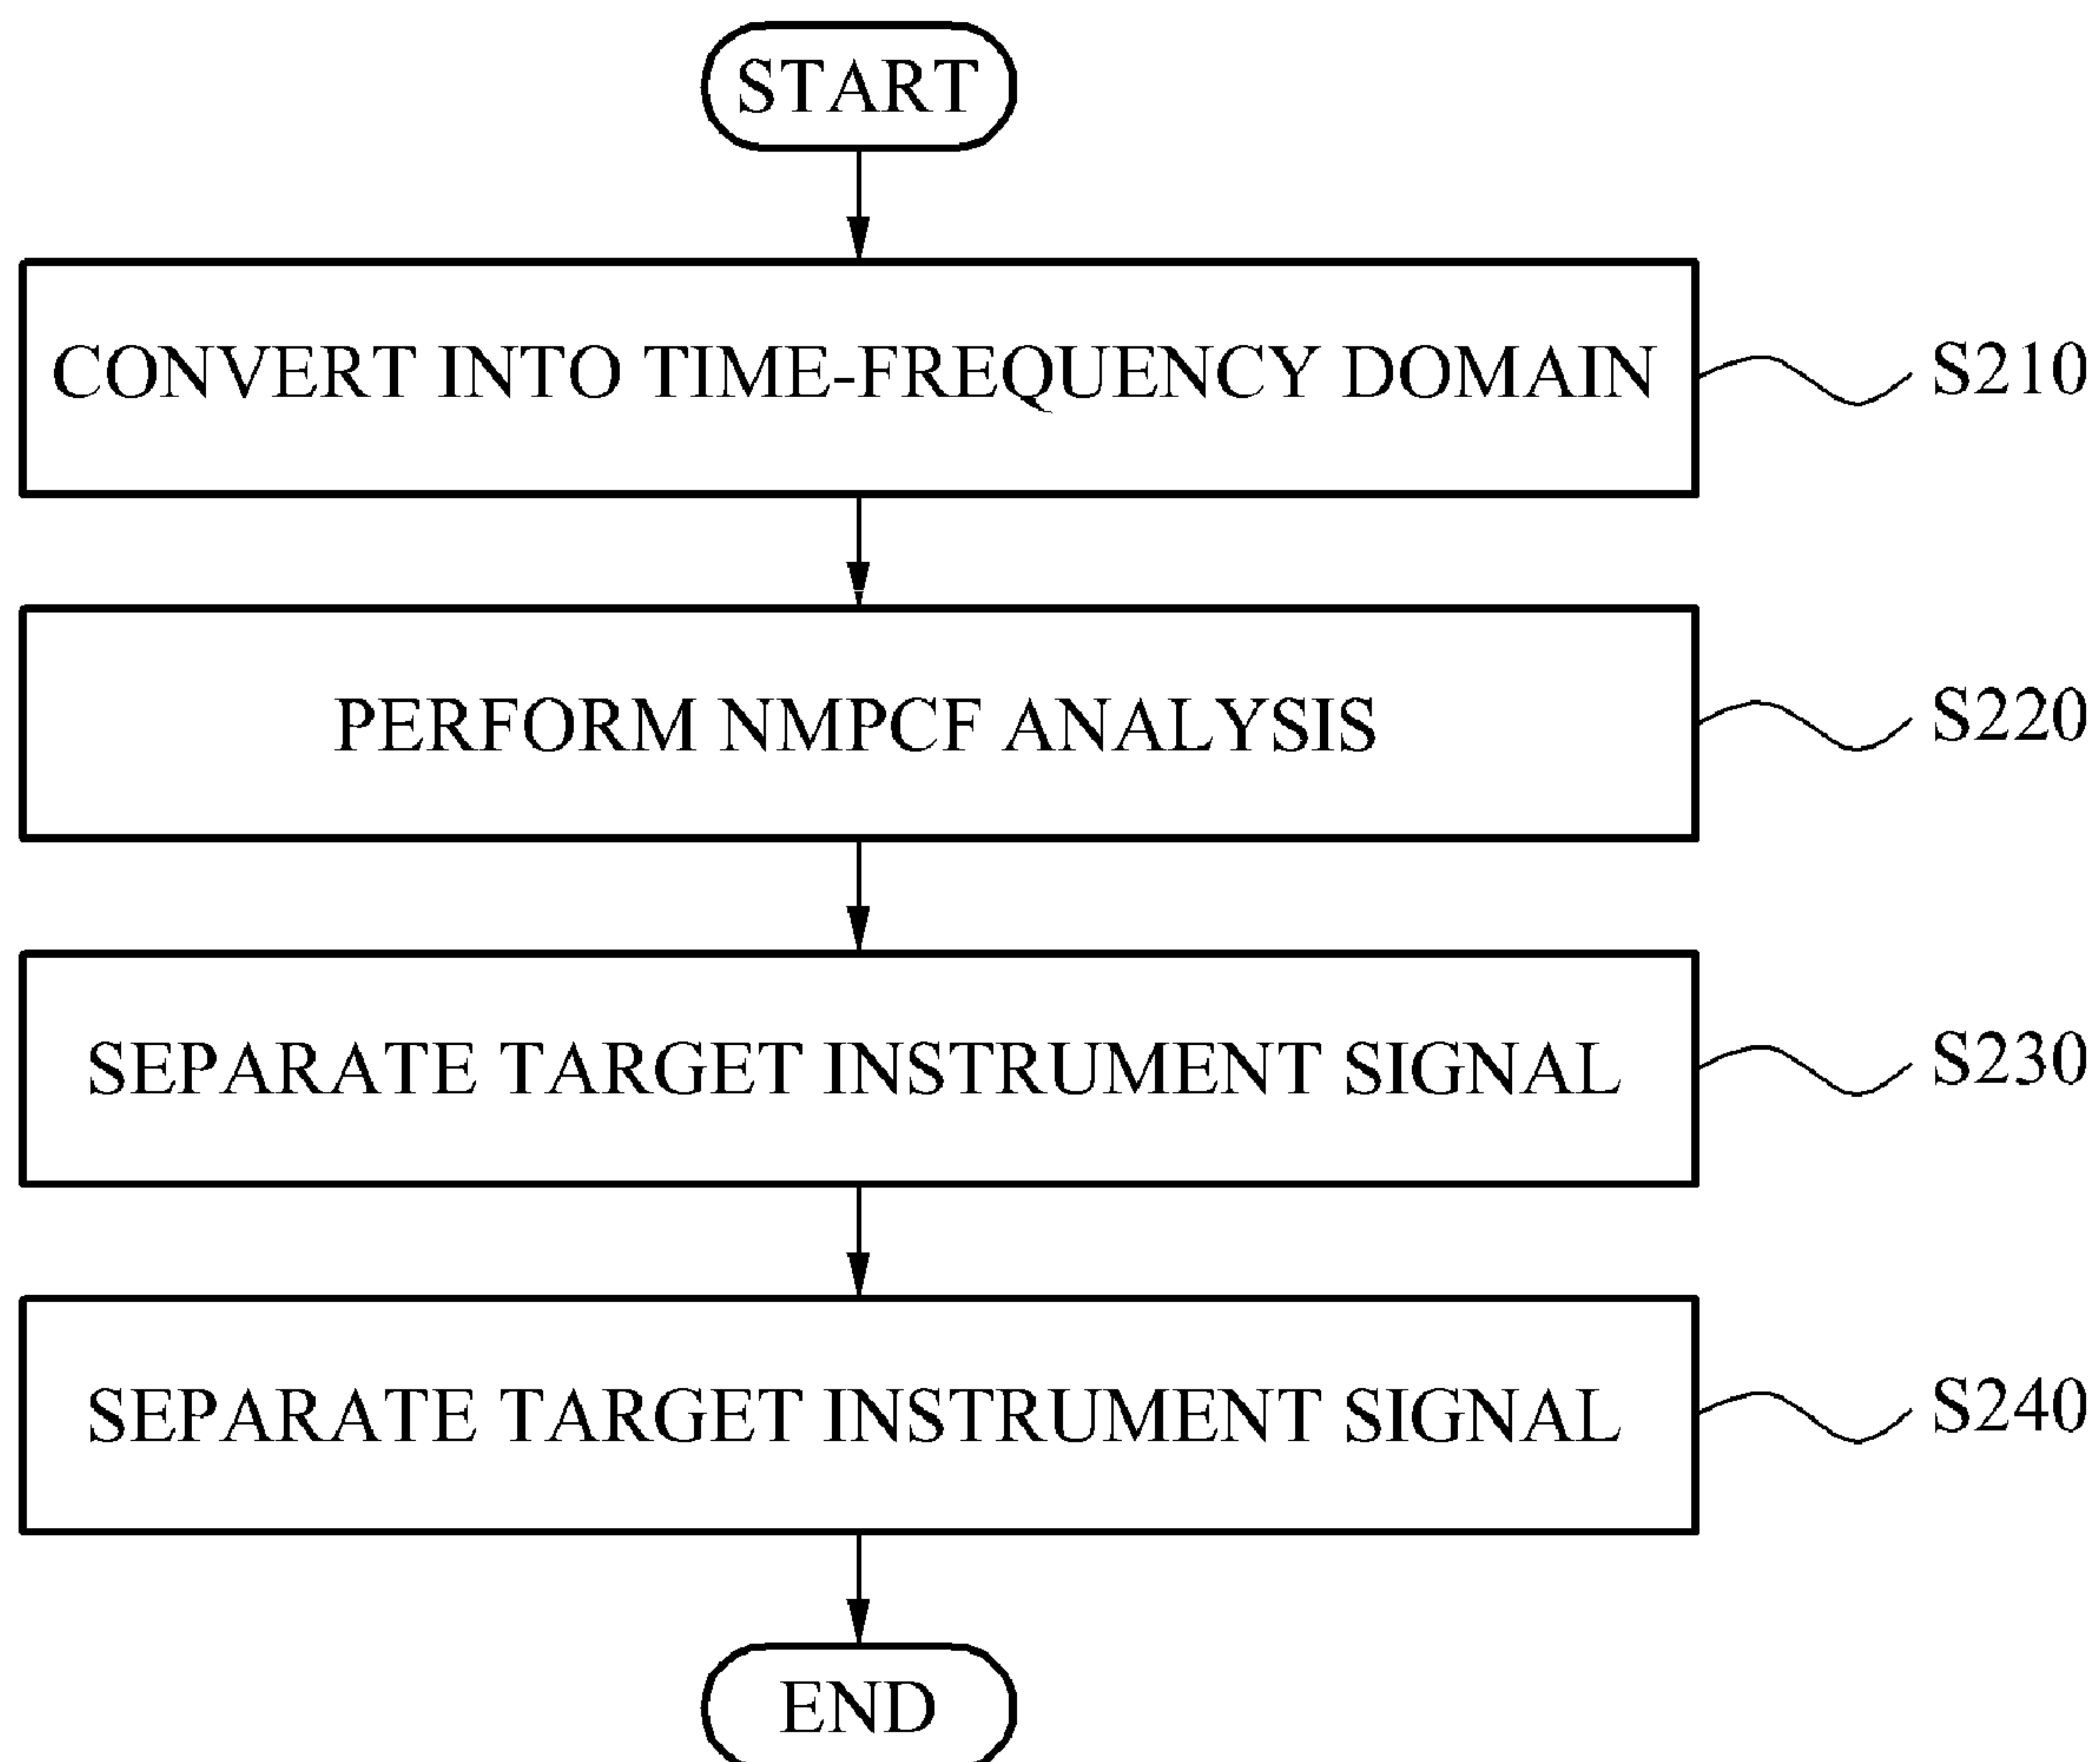 START
CONVERT INTO TIME-FREQUENCY DOMAIN
S210
PERFORM NMPCF ANALYSIS
S220
SEPARATE TARGET INSTRUMENT SIGNAL
S230
SEPARATE TARGET INSTRUMENT SIGNAL
S240
END